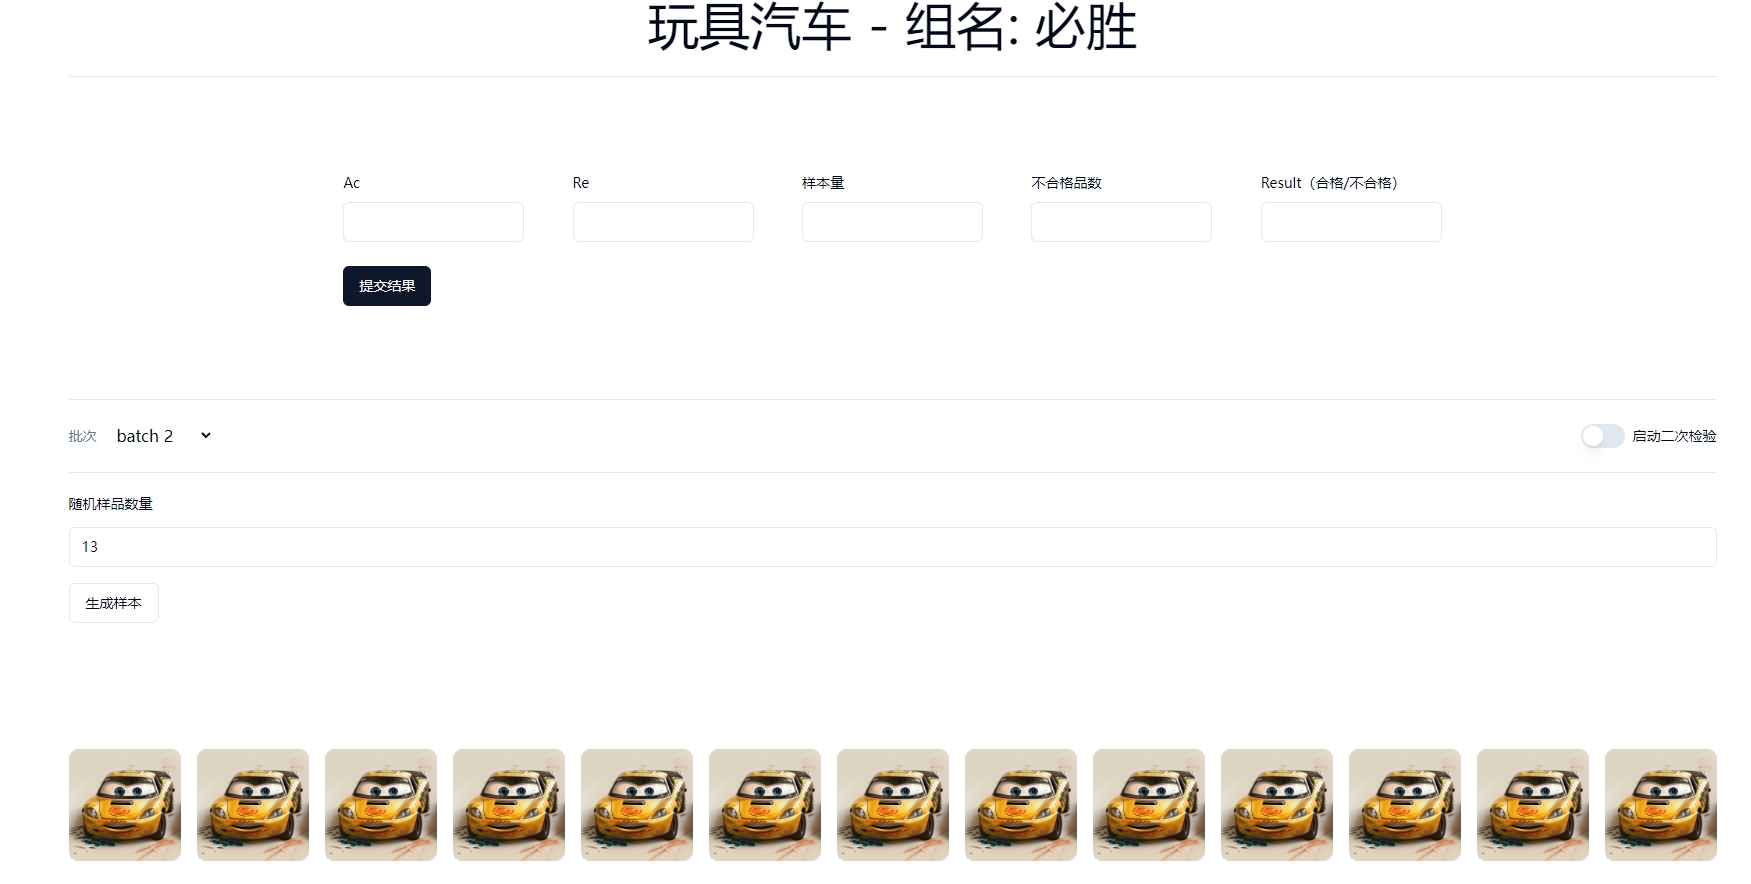 玩具汽车 - 组名: 必胜
Ac
Re
样本量
不合格品数
Result（合格/不合格）
提交结果
批次
batch 2
启动二次检验
随机样品数量
13
生成样本